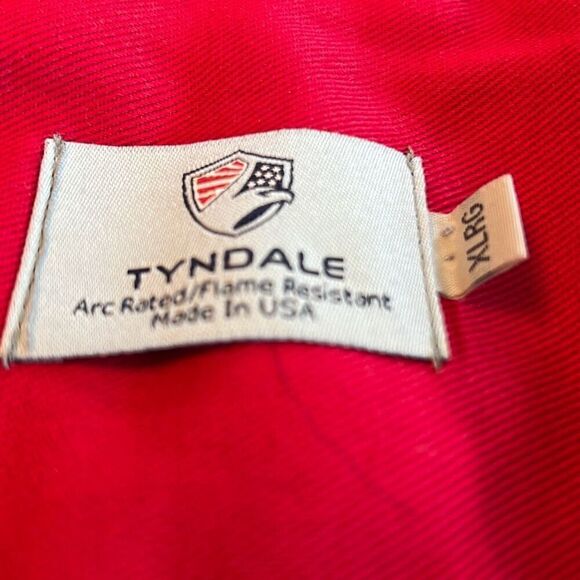 TYNDALE
Arc Rated/Flame Resistant
Made In USA
XLRG